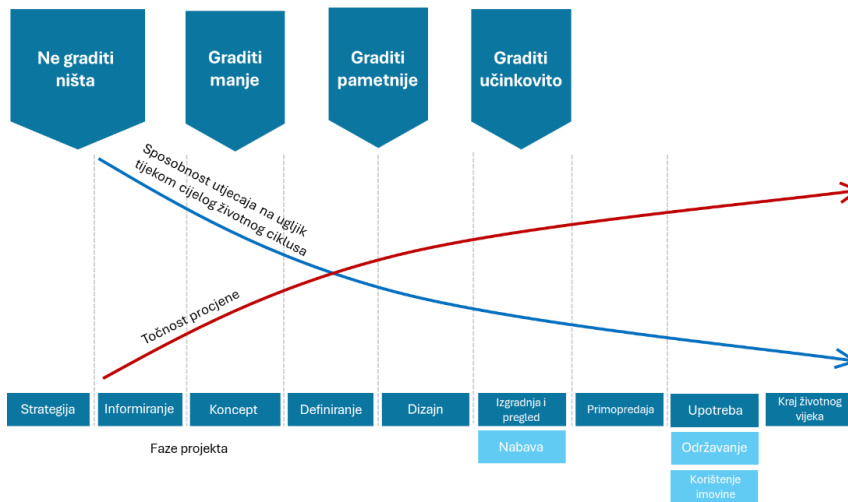 Ne graditi
ništa
Graditi
manje
Graditi
pametnije
Graditi
učinkovito
Sposobnost utjecaja na ugljik
tijekom cijelog životnog ciklusa
Točnost procjene
Strategija
Informiranje
Koncept
Definiranje
Dizajn
Izgradnja i
pregled
Primopredaja
Upotreba
Kraj životnog
vijeka
Faze projekta
Nabava
Održavanje
Korištenje
imovine